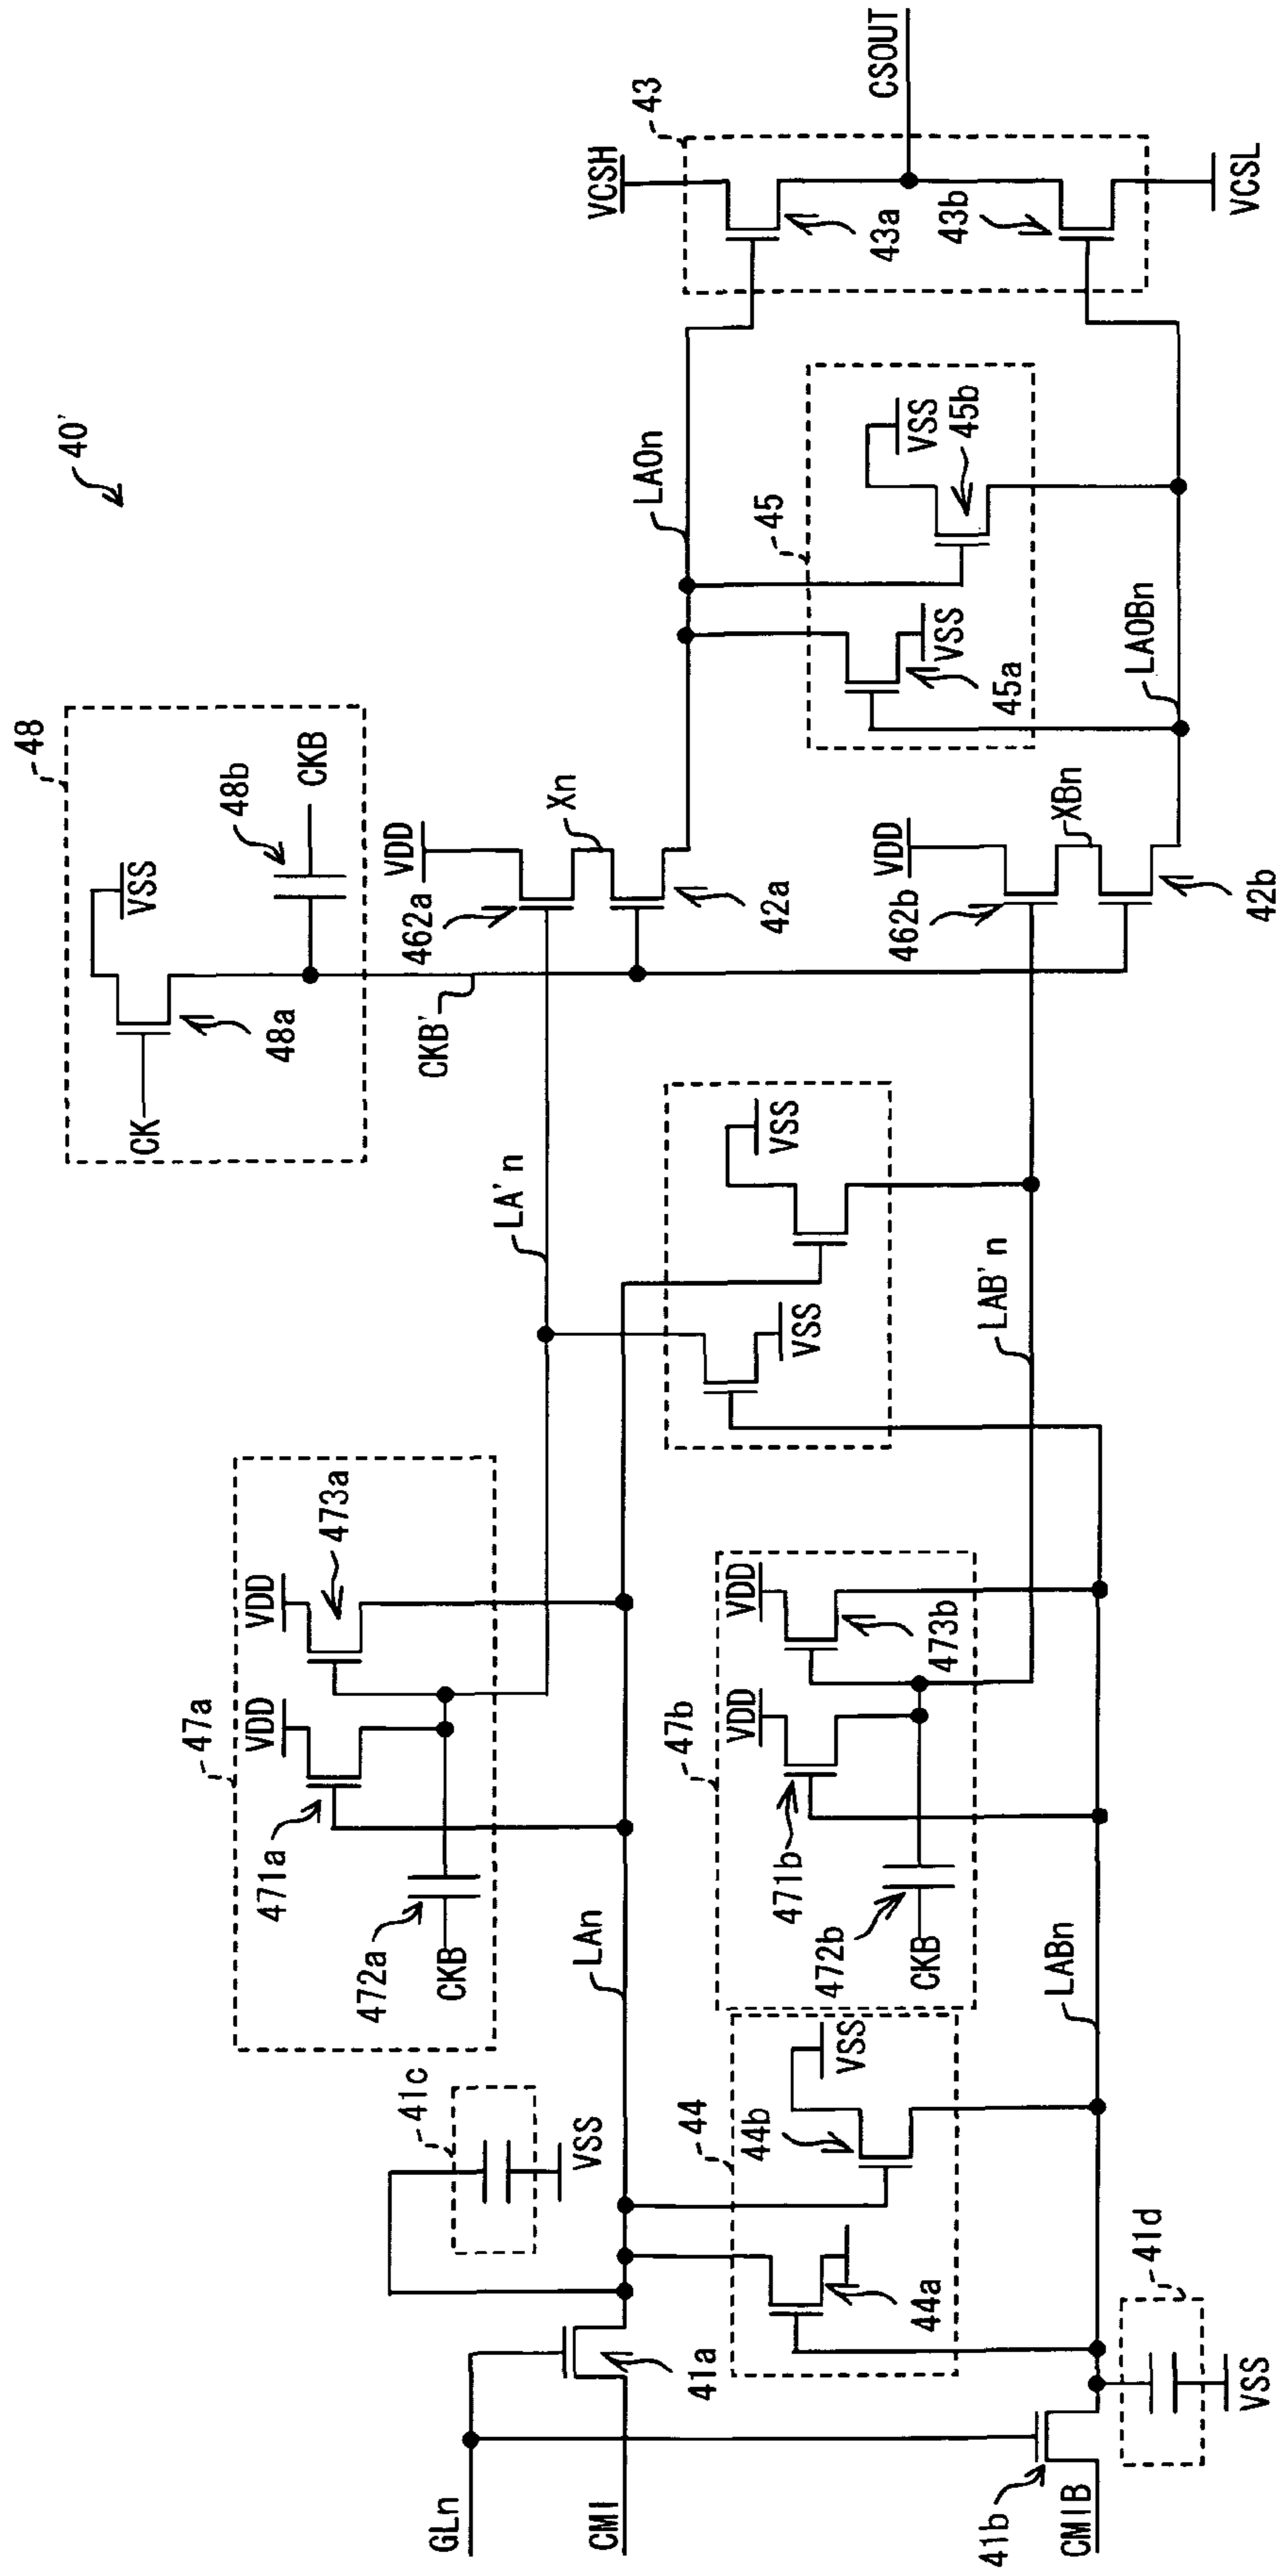 40'
48
CK
48a
VSS
48b
CKB
CKB'
VDD
462a
Xn
42a
LAOn
VCSH
43
43a
43b
CSOUT
VCSL
45
45a
VSS
45b
VSS
LAOBn
VDD
462b
XBn
42b
47a
471a
VDD
VDD
473a
472a
CKB
LA'n
VSS
VSS
LAB'n
47b
471b
VDD
VDD
473b
472b
CKB
LABn
LAn
41c
VSS
44
44a
44b
VSS
GLn
CMI
41a
41b
CMIB
41d
VSS